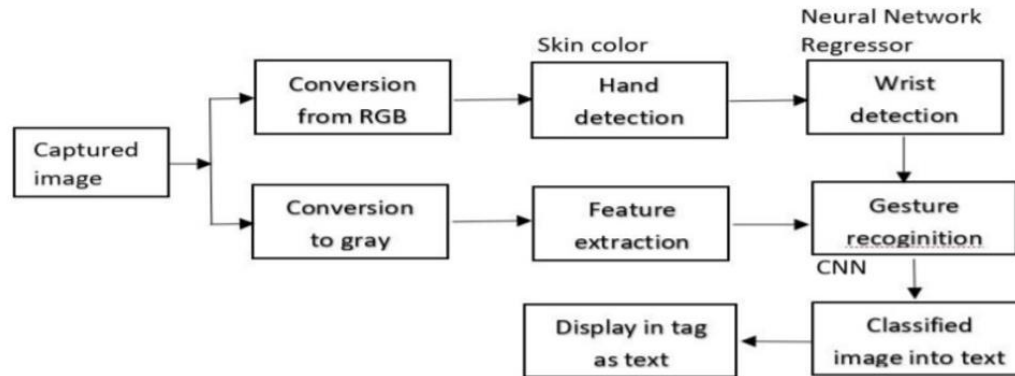 Captured
image
Conversion
from RGB
Skin color
Hand
detection
Neural Network
Regressor
Wrist
detection
Conversion
to gray
Feature
extraction
Gesture
recoginition
CNN
Classified
image into text
Display in tag
as text